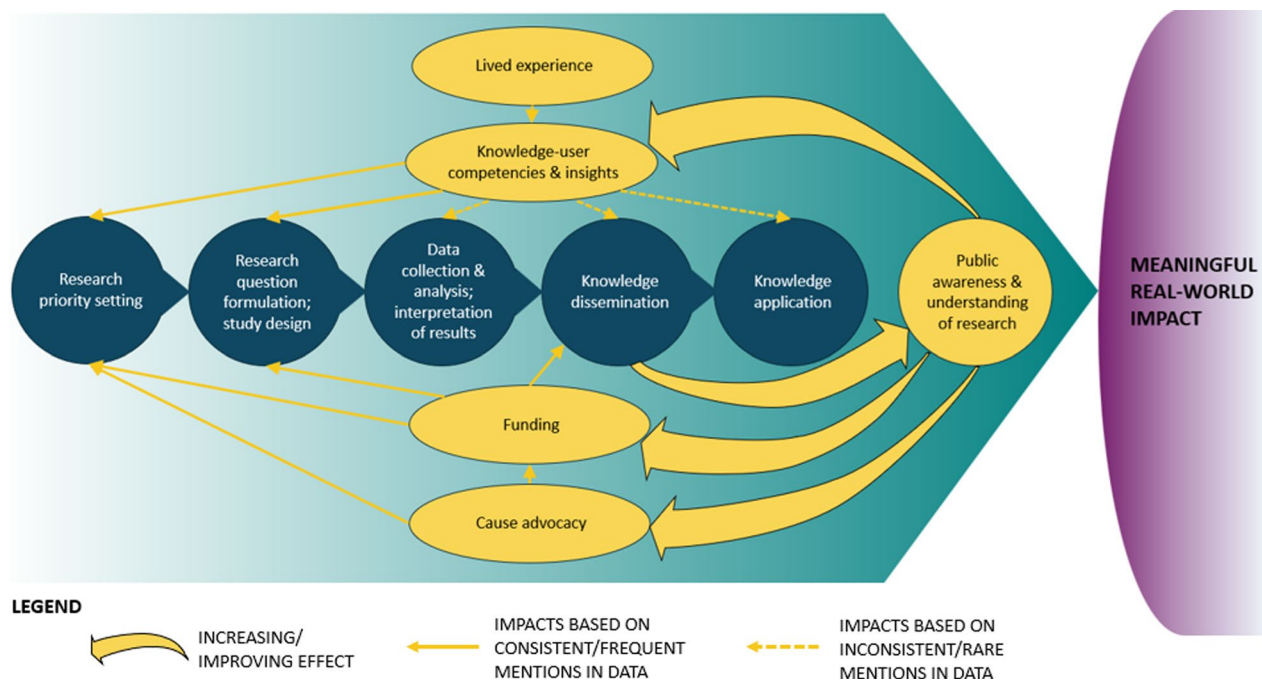 Lived experience
Knowledge-user
competencies & insights
Research
priority setting
Research
question
formulation;
study design
Data
collection &
analysis;
interpretation
of results
Knowledge
dissemination
Knowledge
application
Public
awareness &
understanding
of research
MEANINGFUL
REAL-WORLD
IMPACT
Funding
Cause advocacy
LEGEND
INCREASING/
IMPROVING EFFECT
IMPACTS BASED ON
CONSISTENT/FREQUENT
MENTIONS IN DATA
IMPACTS BASED ON
INCONSISTENT/RARE
MENTIONS IN DATA